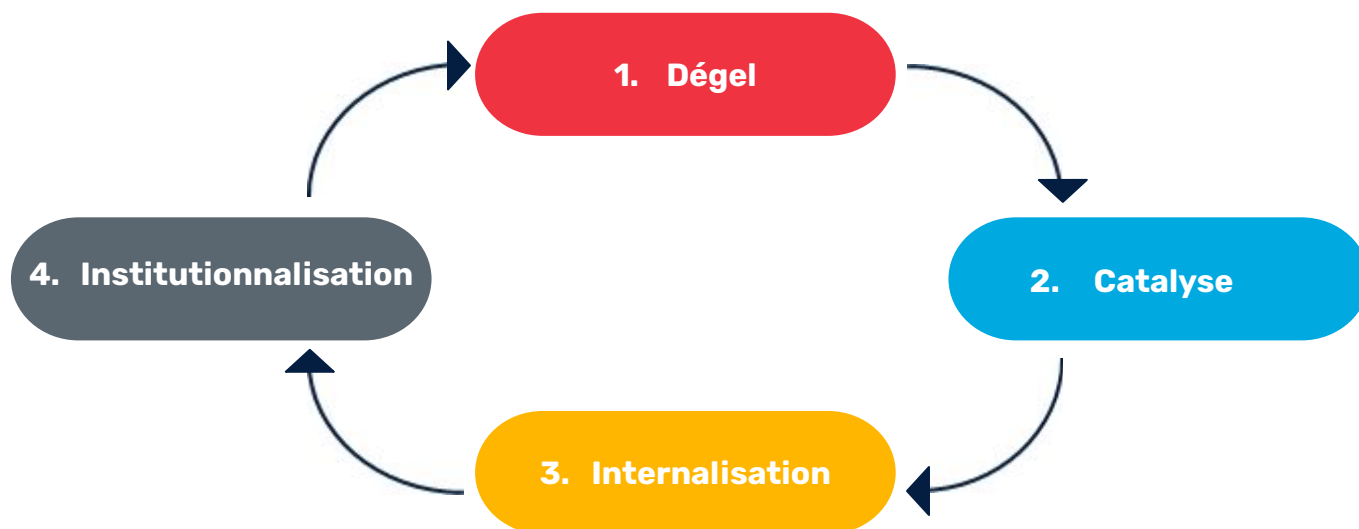 1. Dégel
2. Catalyse
3. Internalisation
4. Institutionnalisation